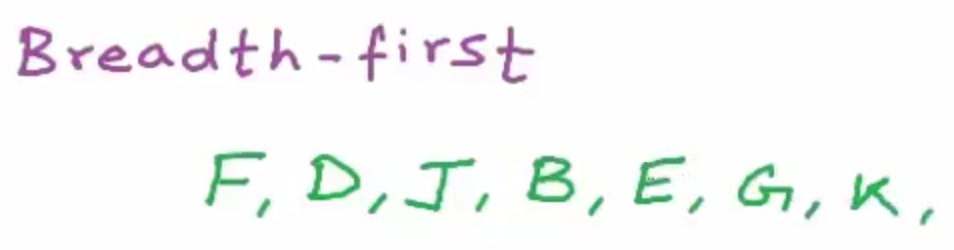 Breadth-first
F, D, J, B, E, G, K,